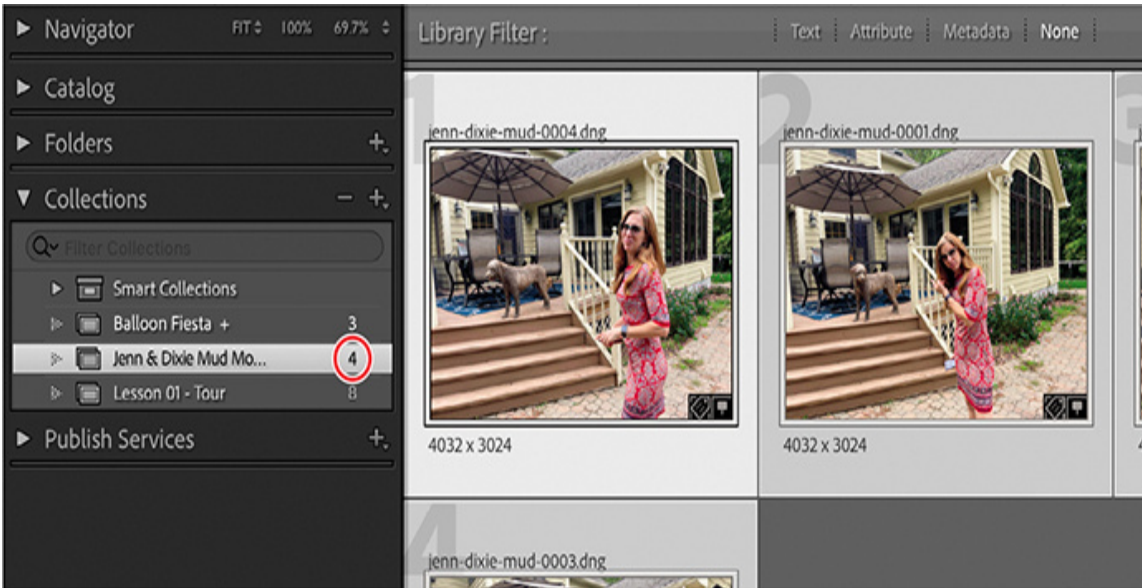 Navigator FIT 100% 69.7%
Library Filter : Text Attribute Metadata None
Catalog
Folders
Collections
Filter Collections
Smart Collections
Balloon Fiesta + 3
Jenn & Dixie Mud Mo... 4
Lesson 01 - Tour 8
Publish Services
1
jenn-dixie-mud-0004.dng
4032 x 3024
2
jenn-dixie-mud-0001.dng
4032 x 3024
3
4
4
jenn-dixie-mud-0003.dng